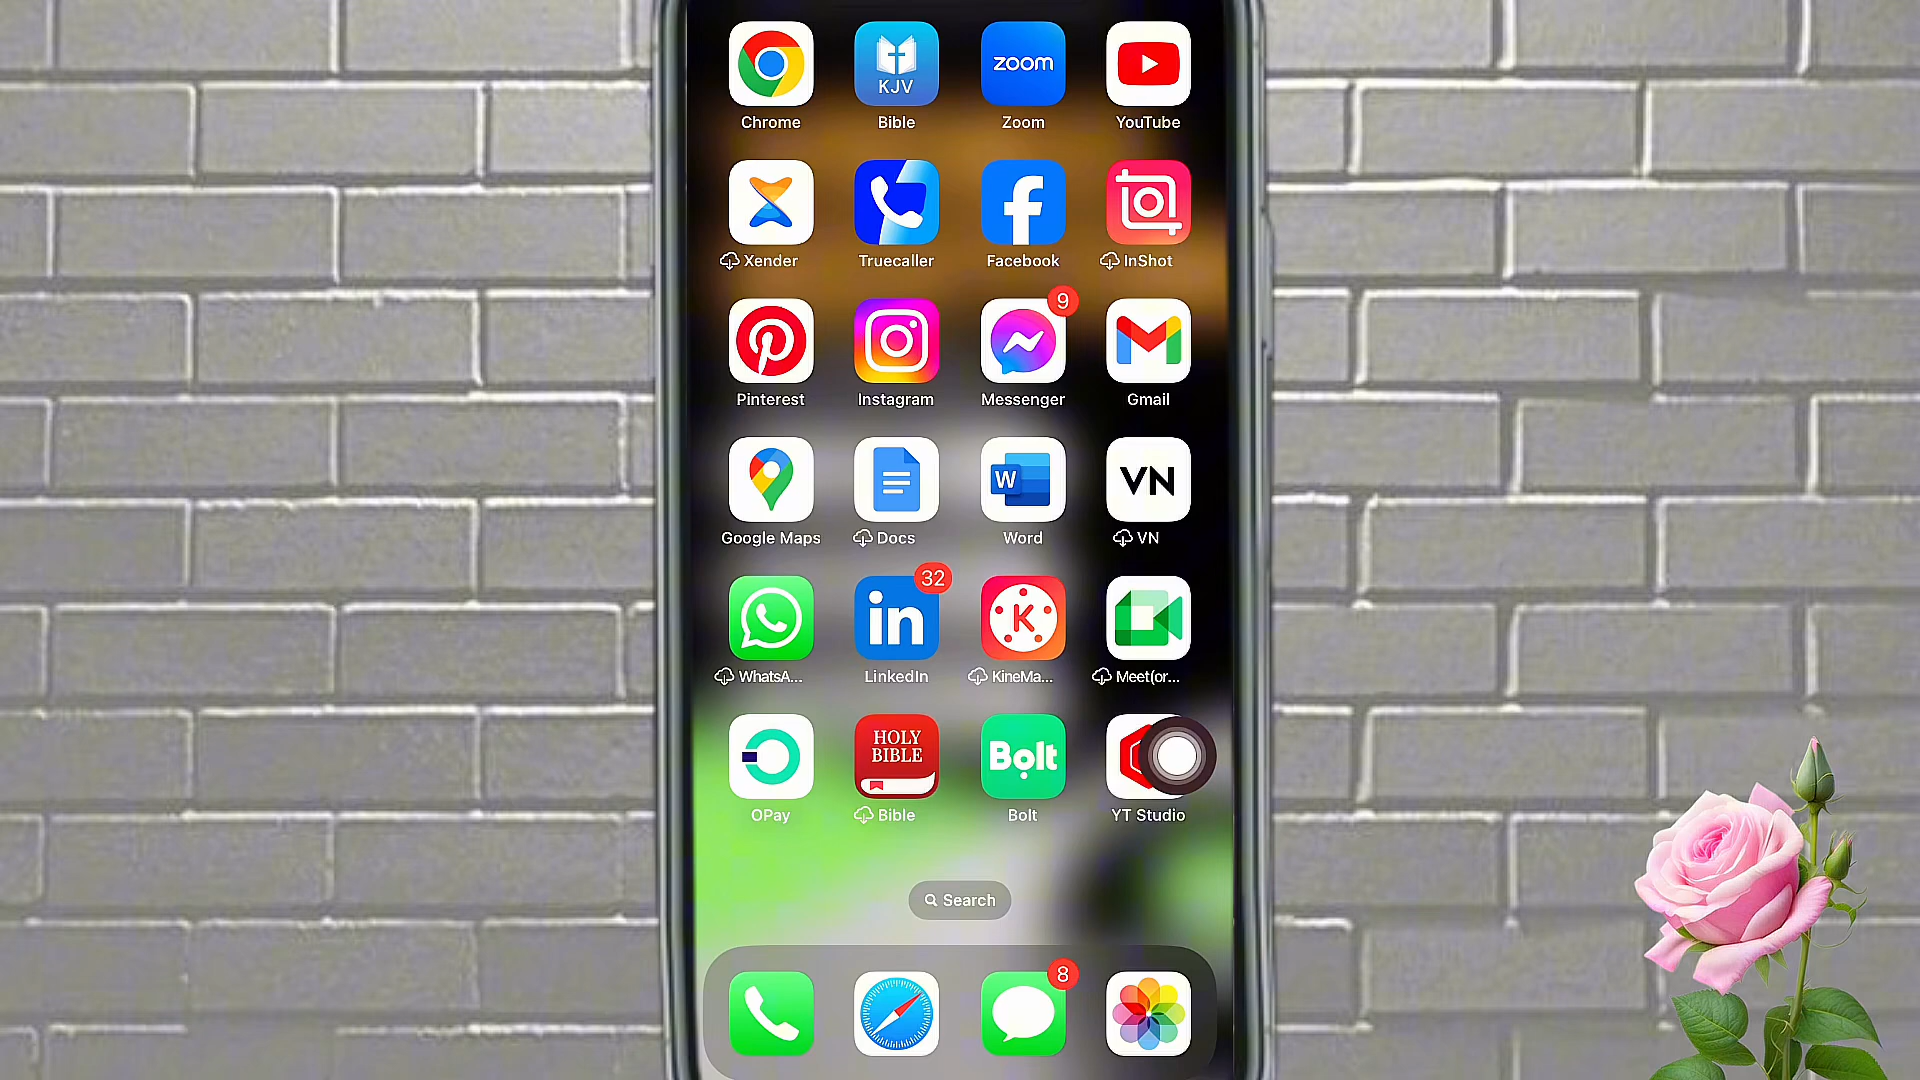 KJV
zoom
Chrome
Bible
Zoom
YouTube
Xender
Truecaller
Facebook
InShot
9
Pinterest
Instagram
Messenger
Gmail
W
VN
Google Maps
Docs
Word
VN
32
in
K
WhatsA...
LinkedIn
KineMa...
Meet(or...
HOLY
BIBLE
Bolt
OPay
Bible
Bolt
YT Studio
Search
8